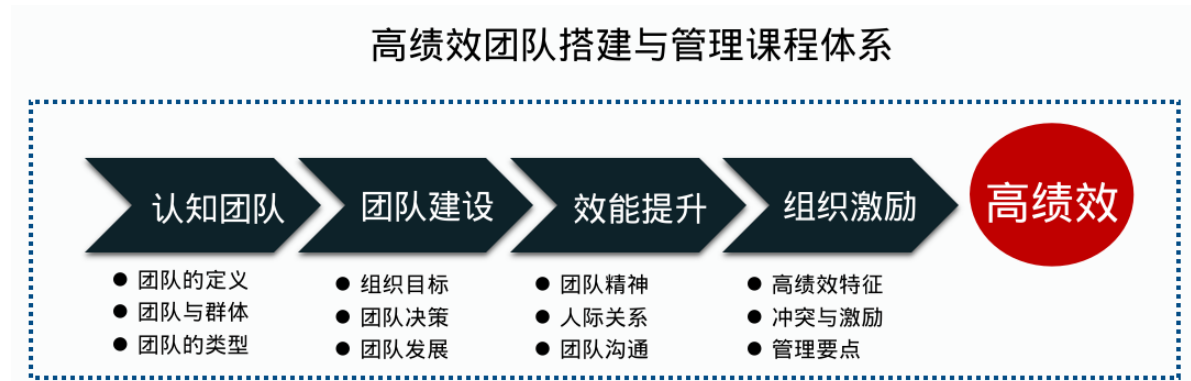 高绩效团队搭建与管理课程体系
认知团队
团队建设
效能提升
组织激励
高绩效
● 团队的定义
● 团队与群体
● 团队的类型
● 组织目标
● 团队决策
● 团队发展
● 团队精神
● 人际关系
● 团队沟通
● 高绩效特征
● 冲突与激励
● 管理要点